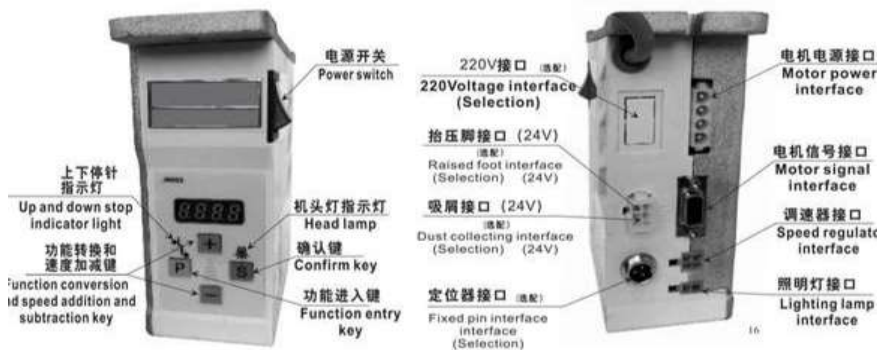 电源开关
Power switch
上下停针
指示灯
Up and down stop
indicator light
8.8.8.8
机头灯指示灯
Head lamp
功能转换和
速度加减键
Function conversion
nd speed addition and
subtraction key
+
P
S
−
确认键
Confirm key
功能进入键
Function entry
key
220V接口 (选配)
220Voltage interface
(Selection)
抬压脚接口 (24V)
(选配)
Raised foot interface
(Selection) (24V)
吸屑接口 (24V)
(选配)
Dust collecting interface
(Selection) (24V)
定位器接口 (选配)
Fixed pin interface
interface
(Selection)
电机电源接口
Motor power
interface
电机信号接口
Motor signal
interface
调速器接口
Speed regulato
interface
照明灯接口
Lighting lamp
interface
16